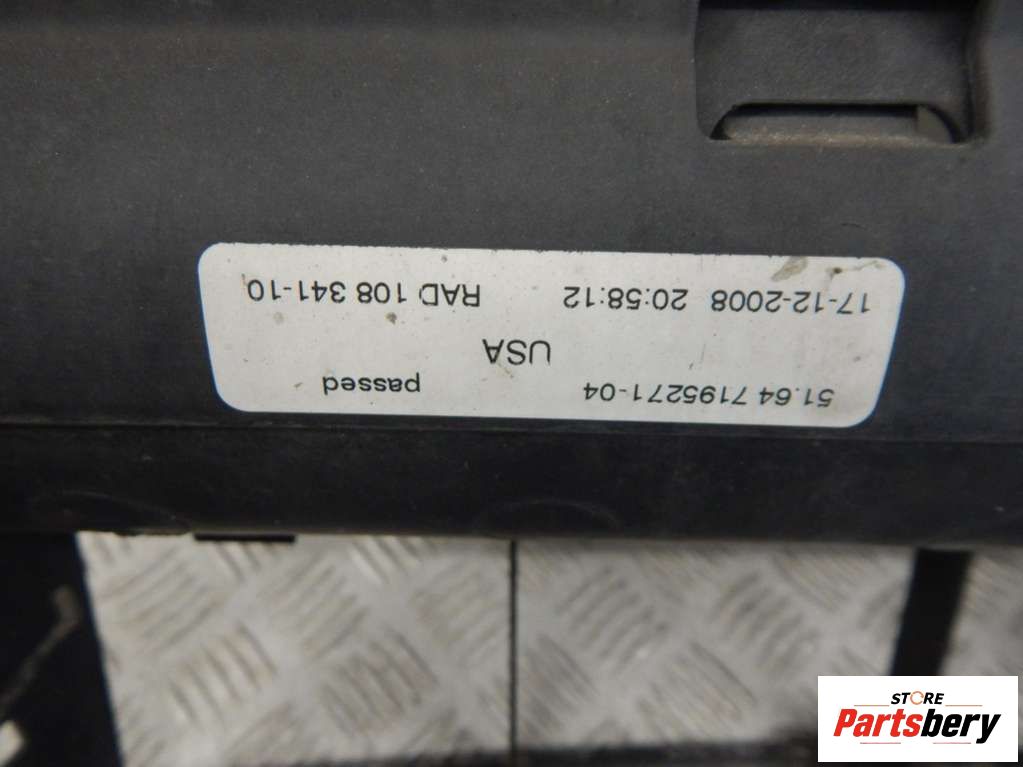 51.64 7195271-04 passed
USA
17-12-2008 20:58:12 RAD 108 341-10
STORE
Partsbery